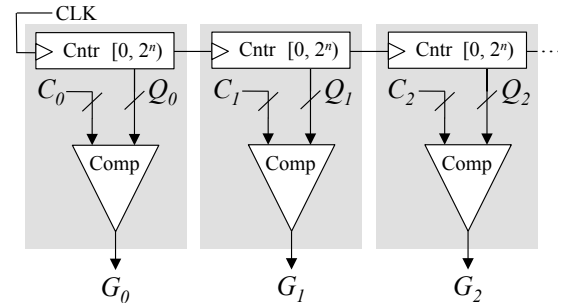 CLK
Cntr [0, 2ⁿ) Cntr [0, 2ⁿ) Cntr [0, 2ⁿ) ...
C₀ Q₀ C₁ Q₁ C₂ Q₂
Comp Comp Comp
G₀ G₁ G₂